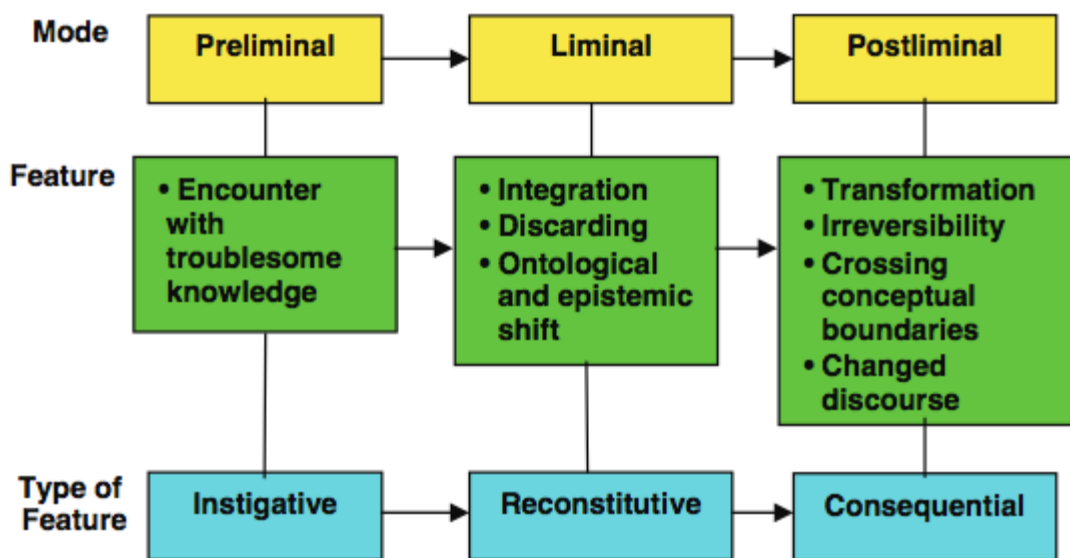 Mode
Preliminal
Liminal
Postliminal
Feature
• Encounter
with
troublesome
knowledge
• Integration
• Discarding
• Ontological
and epistemic
shift
• Transformation
• Irreversibility
• Crossing
conceptual
boundaries
• Changed
discourse
Type of
Feature
Instigative
Reconstitutive
Consequential